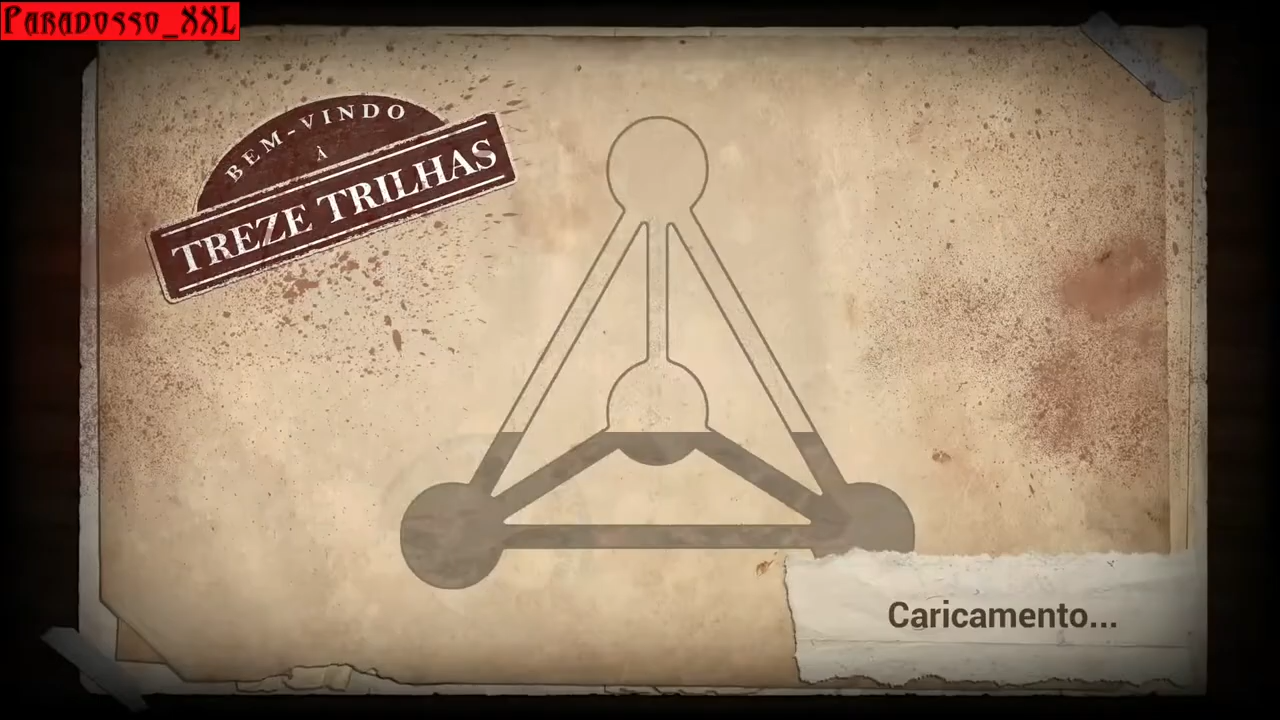 Paradosso_XXL
BEM-VINDO
À
TREZE TRILHAS
Caricamento...